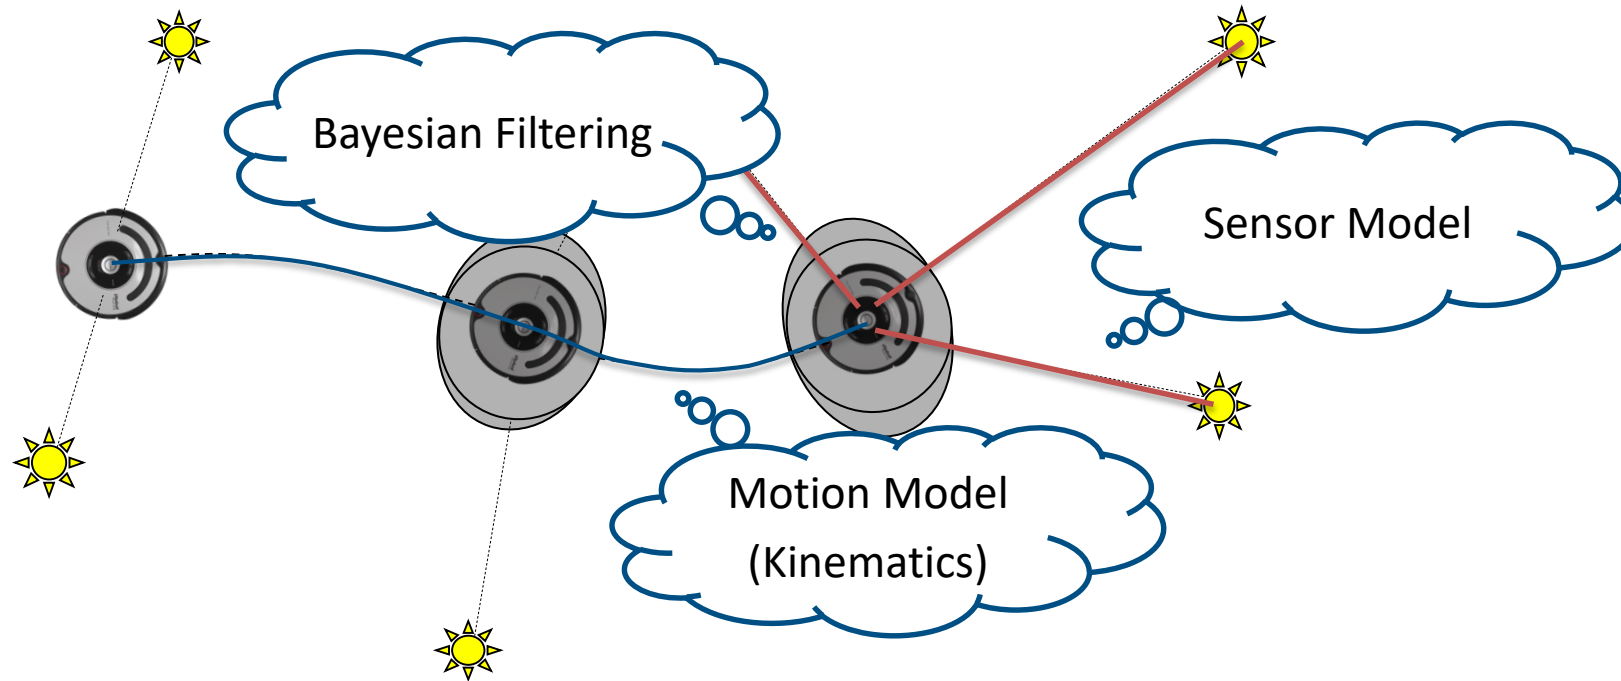 Bayesian Filtering
Sensor Model
Motion Model
(Kinematics)